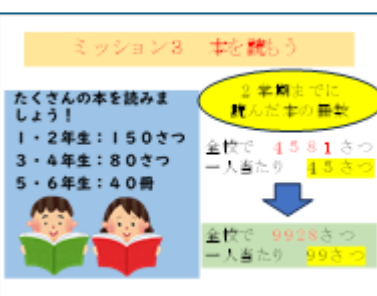 ミッション３　本を読もう
たくさんの本を読みま
しょう！
１・２年生：１５０さつ
３・４年生：８０さつ
５・６年生：４０冊
２学期までに
読んだ本の冊数
全校で　４５８１さつ
一人当たり　４５さつ
全校で　９９２８さつ
一人当たり　９９さつ